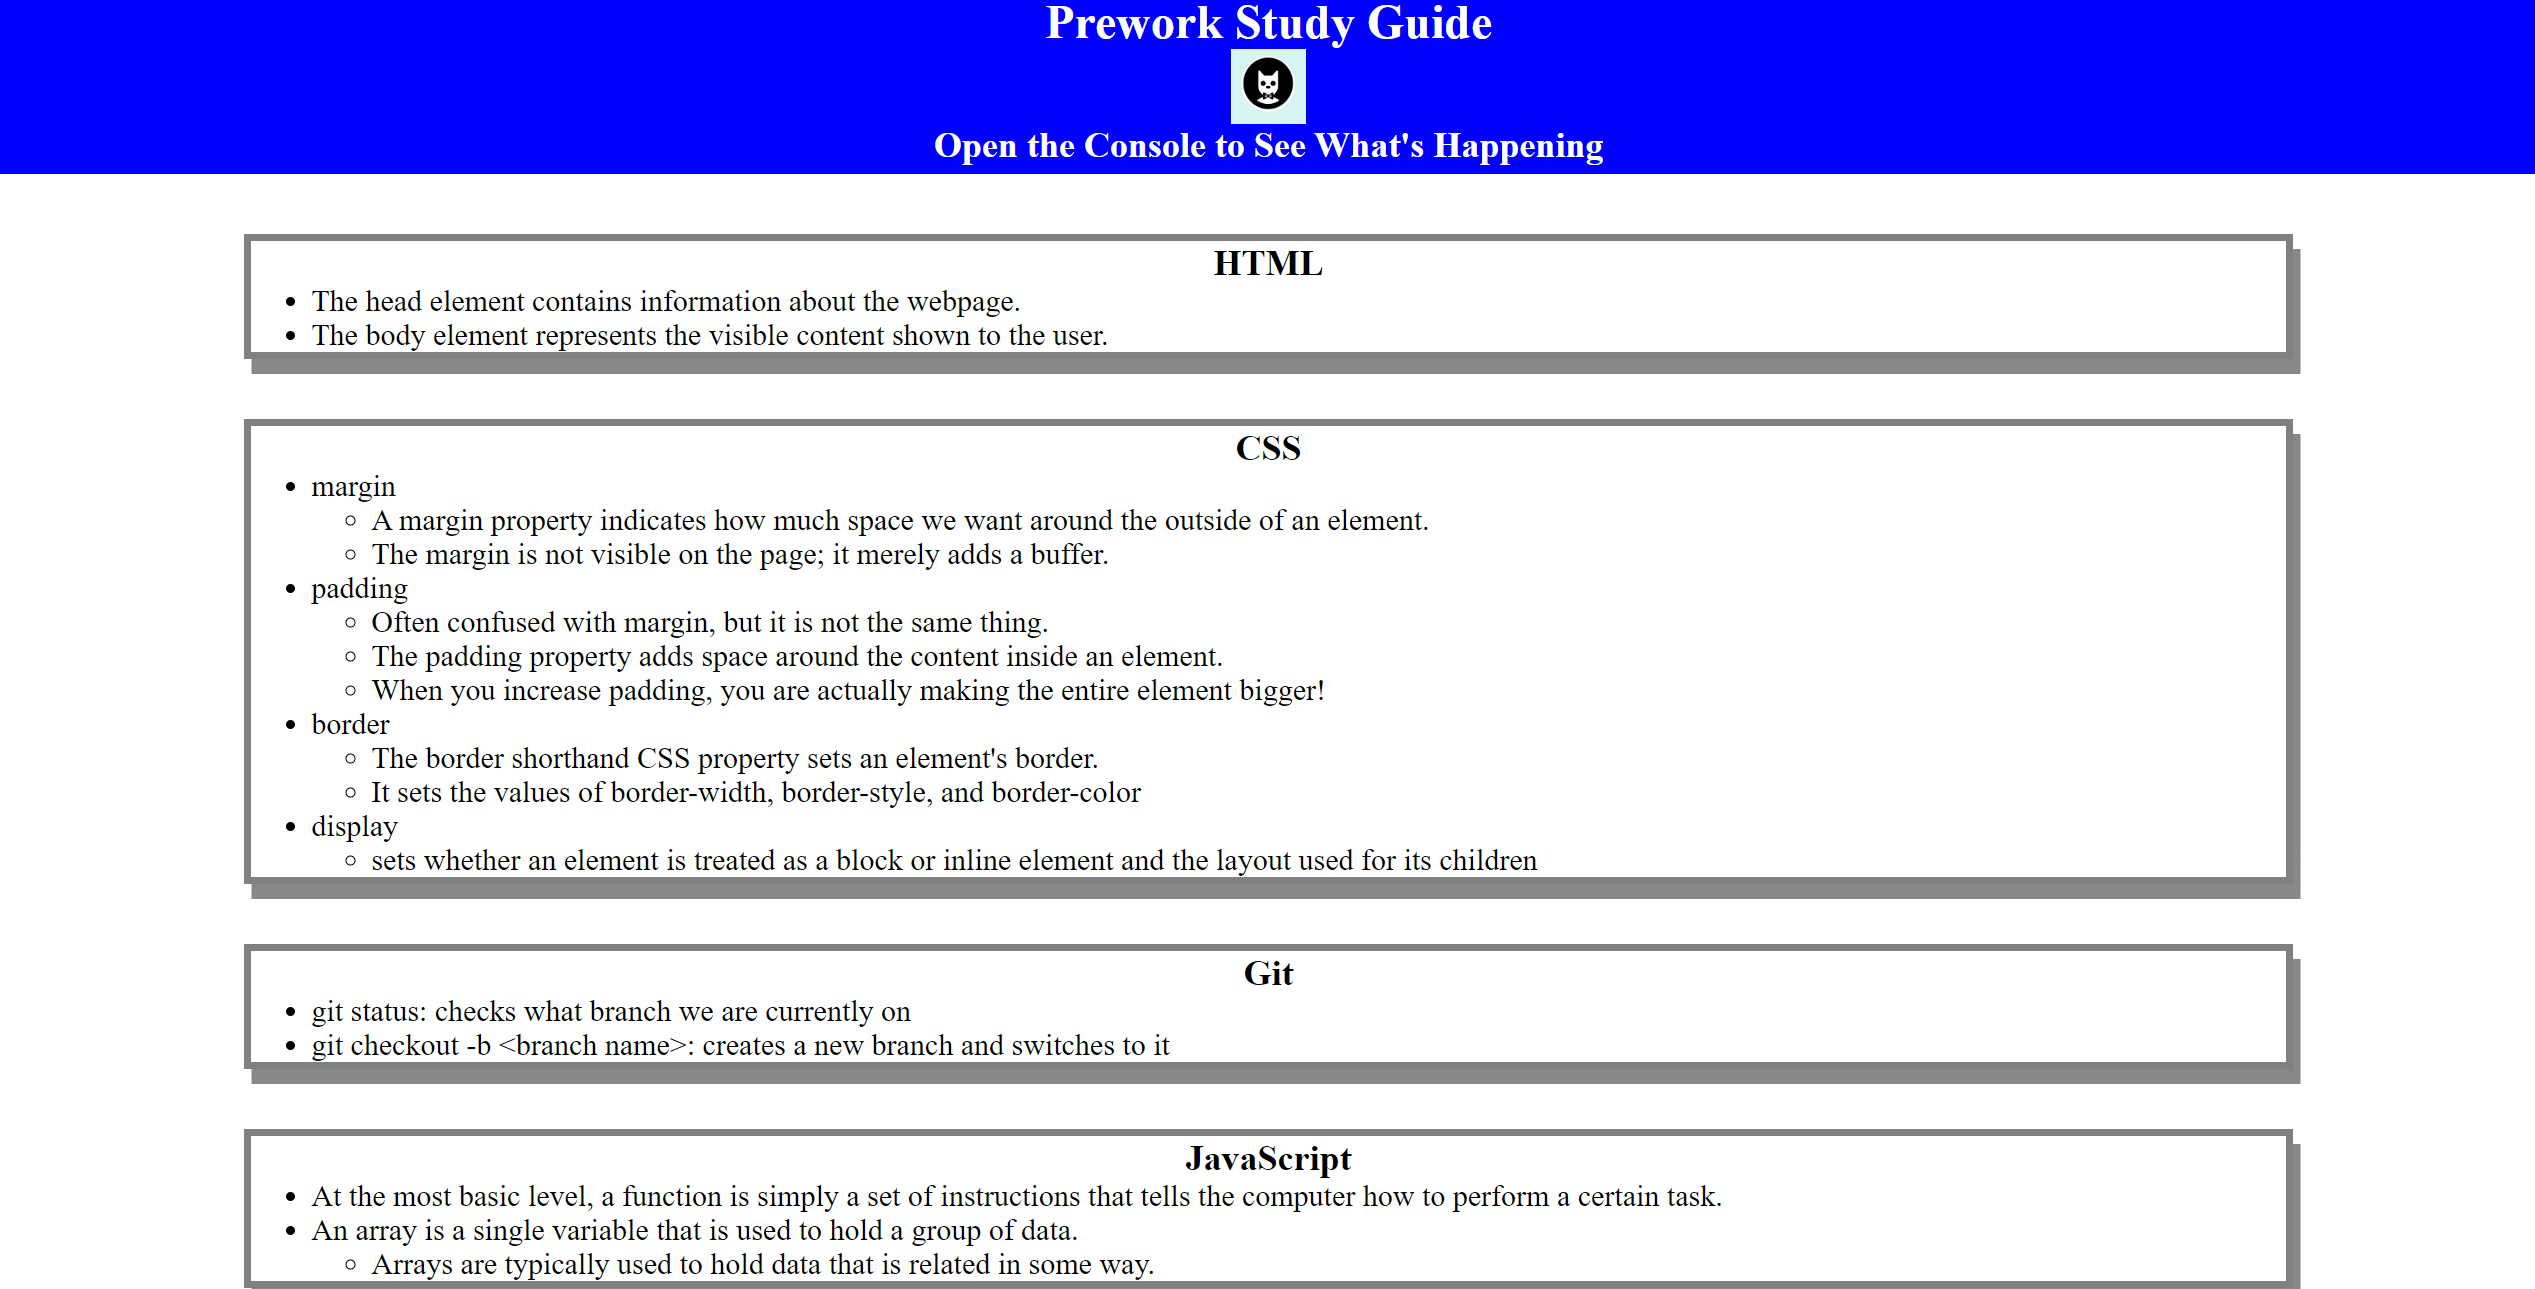 Prework Study Guide
Open the Console to See What's Happening
HTML
The head element contains information about the webpage.
The body element represents the visible content shown to the user.
CSS
margin
A margin property indicates how much space we want around the outside of an element.
The margin is not visible on the page; it merely adds a buffer.
padding
Often confused with margin, but it is not the same thing.
The padding property adds space around the content inside an element.
When you increase padding, you are actually making the entire element bigger!
border
The border shorthand CSS property sets an element's border.
It sets the values of border-width, border-style, and border-color
display
sets whether an element is treated as a block or inline element and the layout used for its children
Git
git status: checks what branch we are currently on
git checkout -b <branch name>: creates a new branch and switches to it
JavaScript
At the most basic level, a function is simply a set of instructions that tells the computer how to perform a certain task.
An array is a single variable that is used to hold a group of data.
Arrays are typically used to hold data that is related in some way.